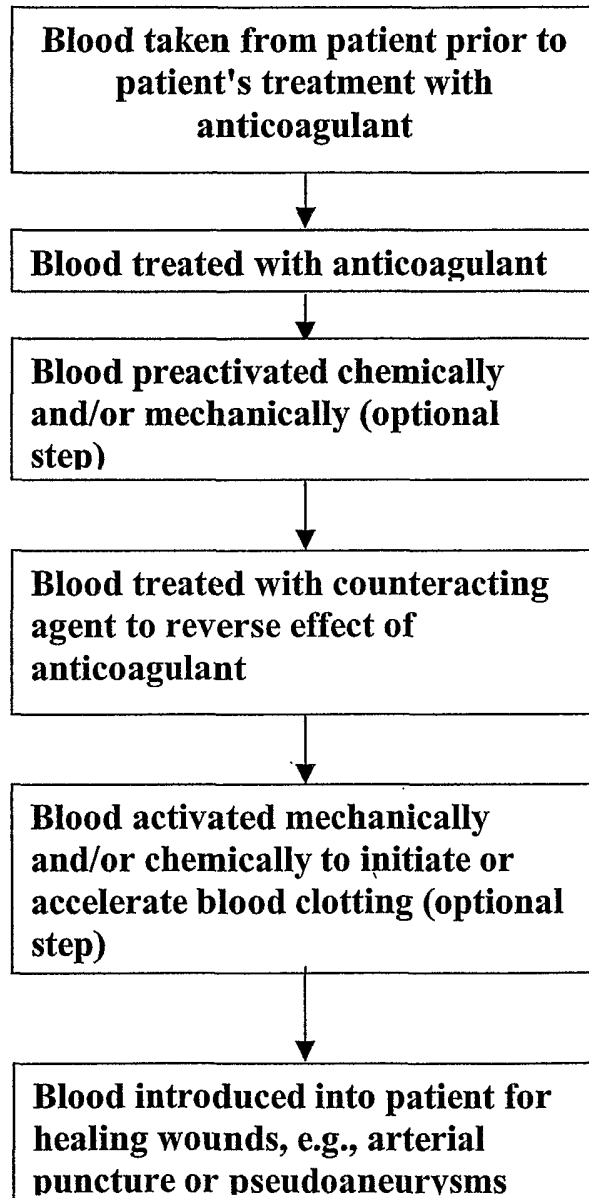 Blood taken from patient prior to
patient's treatment with
anticoagulant
Blood treated with anticoagulant
Blood preactivated chemically
and/or mechanically (optional
step)
Blood treated with counteracting
agent to reverse effect of
anticoagulant
Blood activated mechanically
and/or chemically to initiate or
accelerate blood clotting (optional
step)
Blood introduced into patient for
healing wounds, e.g., arterial
puncture or pseudoaneurysms